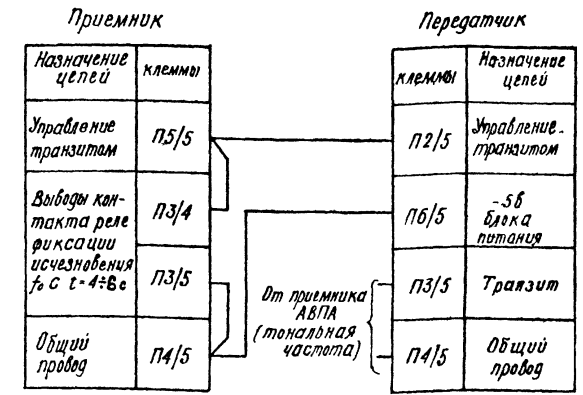 Приемник
Назначение
цепей
клеммы
Управление
транзитом
П5/5
Выводы кон-
такта реле
фиксации
исчезновения
f₀ с t=4÷6с
П3/4
П3/5
Общий
провод
П4/5
От приемника
АВПА
(тональная
частота)
Передатчик
клеммы
Назначение
цепей
П2/5
Управление
транзитом
П6/5
-5в
блока
питания
П3/5
Транзит
П4/5
Общий
провод